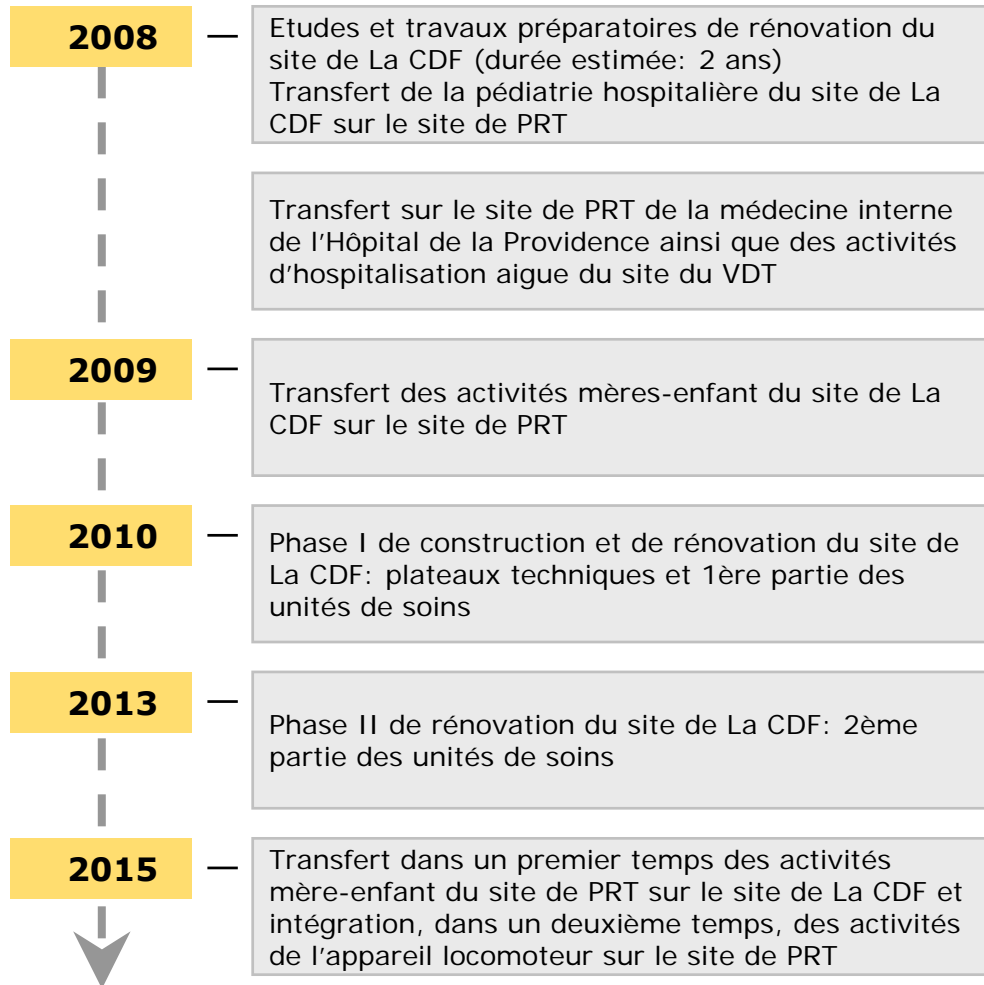 2008
Etudes et travaux préparatoires de rénovation du
site de La CDF (durée estimée: 2 ans)
Transfert de la pédiatrie hospitalière du site de La
CDF sur le site de PRT
Transfert sur le site de PRT de la médecine interne
de l'Hôpital de la Providence ainsi que des activités
d'hospitalisation aigue du site du VDT
2009
Transfert des activités mères-enfant du site de La
CDF sur le site de PRT
2010
Phase I de construction et de rénovation du site de
La CDF: plateaux techniques et 1ère partie des
unités de soins
2013
Phase II de rénovation du site de La CDF: 2ème
partie des unités de soins
2015
Transfert dans un premier temps des activités
mère-enfant du site de PRT sur le site de La CDF et
intégration, dans un deuxième temps, des activités
de l'appareil locomoteur sur le site de PRT